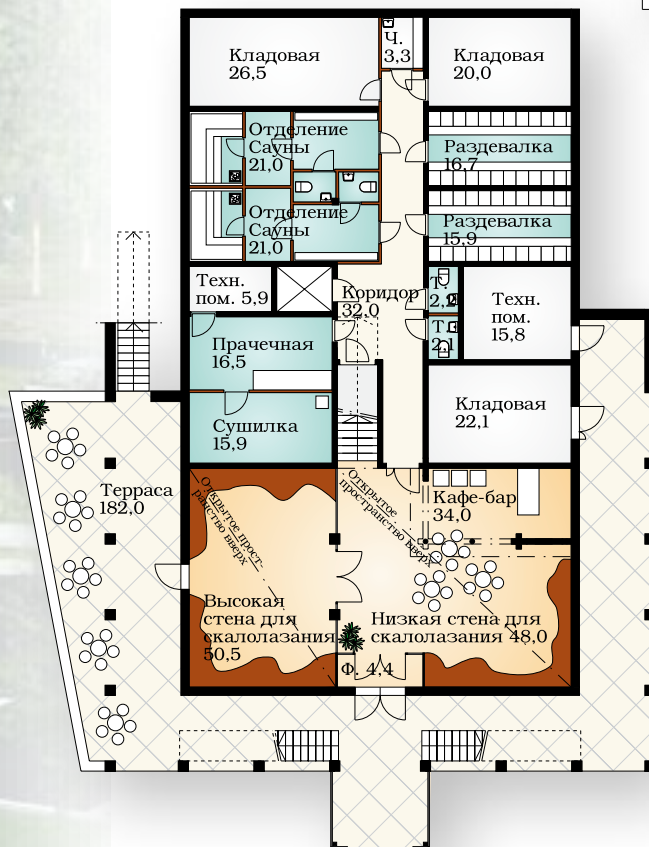 Кладовая
26,5
Ч.
3,3
Кладовая
20,0
Отделение
Сауны
21,0
Раздевалка
16,7
Отделение
Сауны
21,0
Раздевалка
15,9
Техн.
пом. 5,9
Коридор
32,0
Т.
2,2
Техн.
пом.
15,8
Т.
2,1
Прачечная
16,5
Сушилка
15,9
Кладовая
22,1
Терраса
182,0
Открытое прост-
ранство вверх
Открытое
пространство вверх
Кафе-бар
34,0
Высокая
стена для
скалолазания
50,5
Низкая стена для
скалолазания 48,0
Ф. 4,4